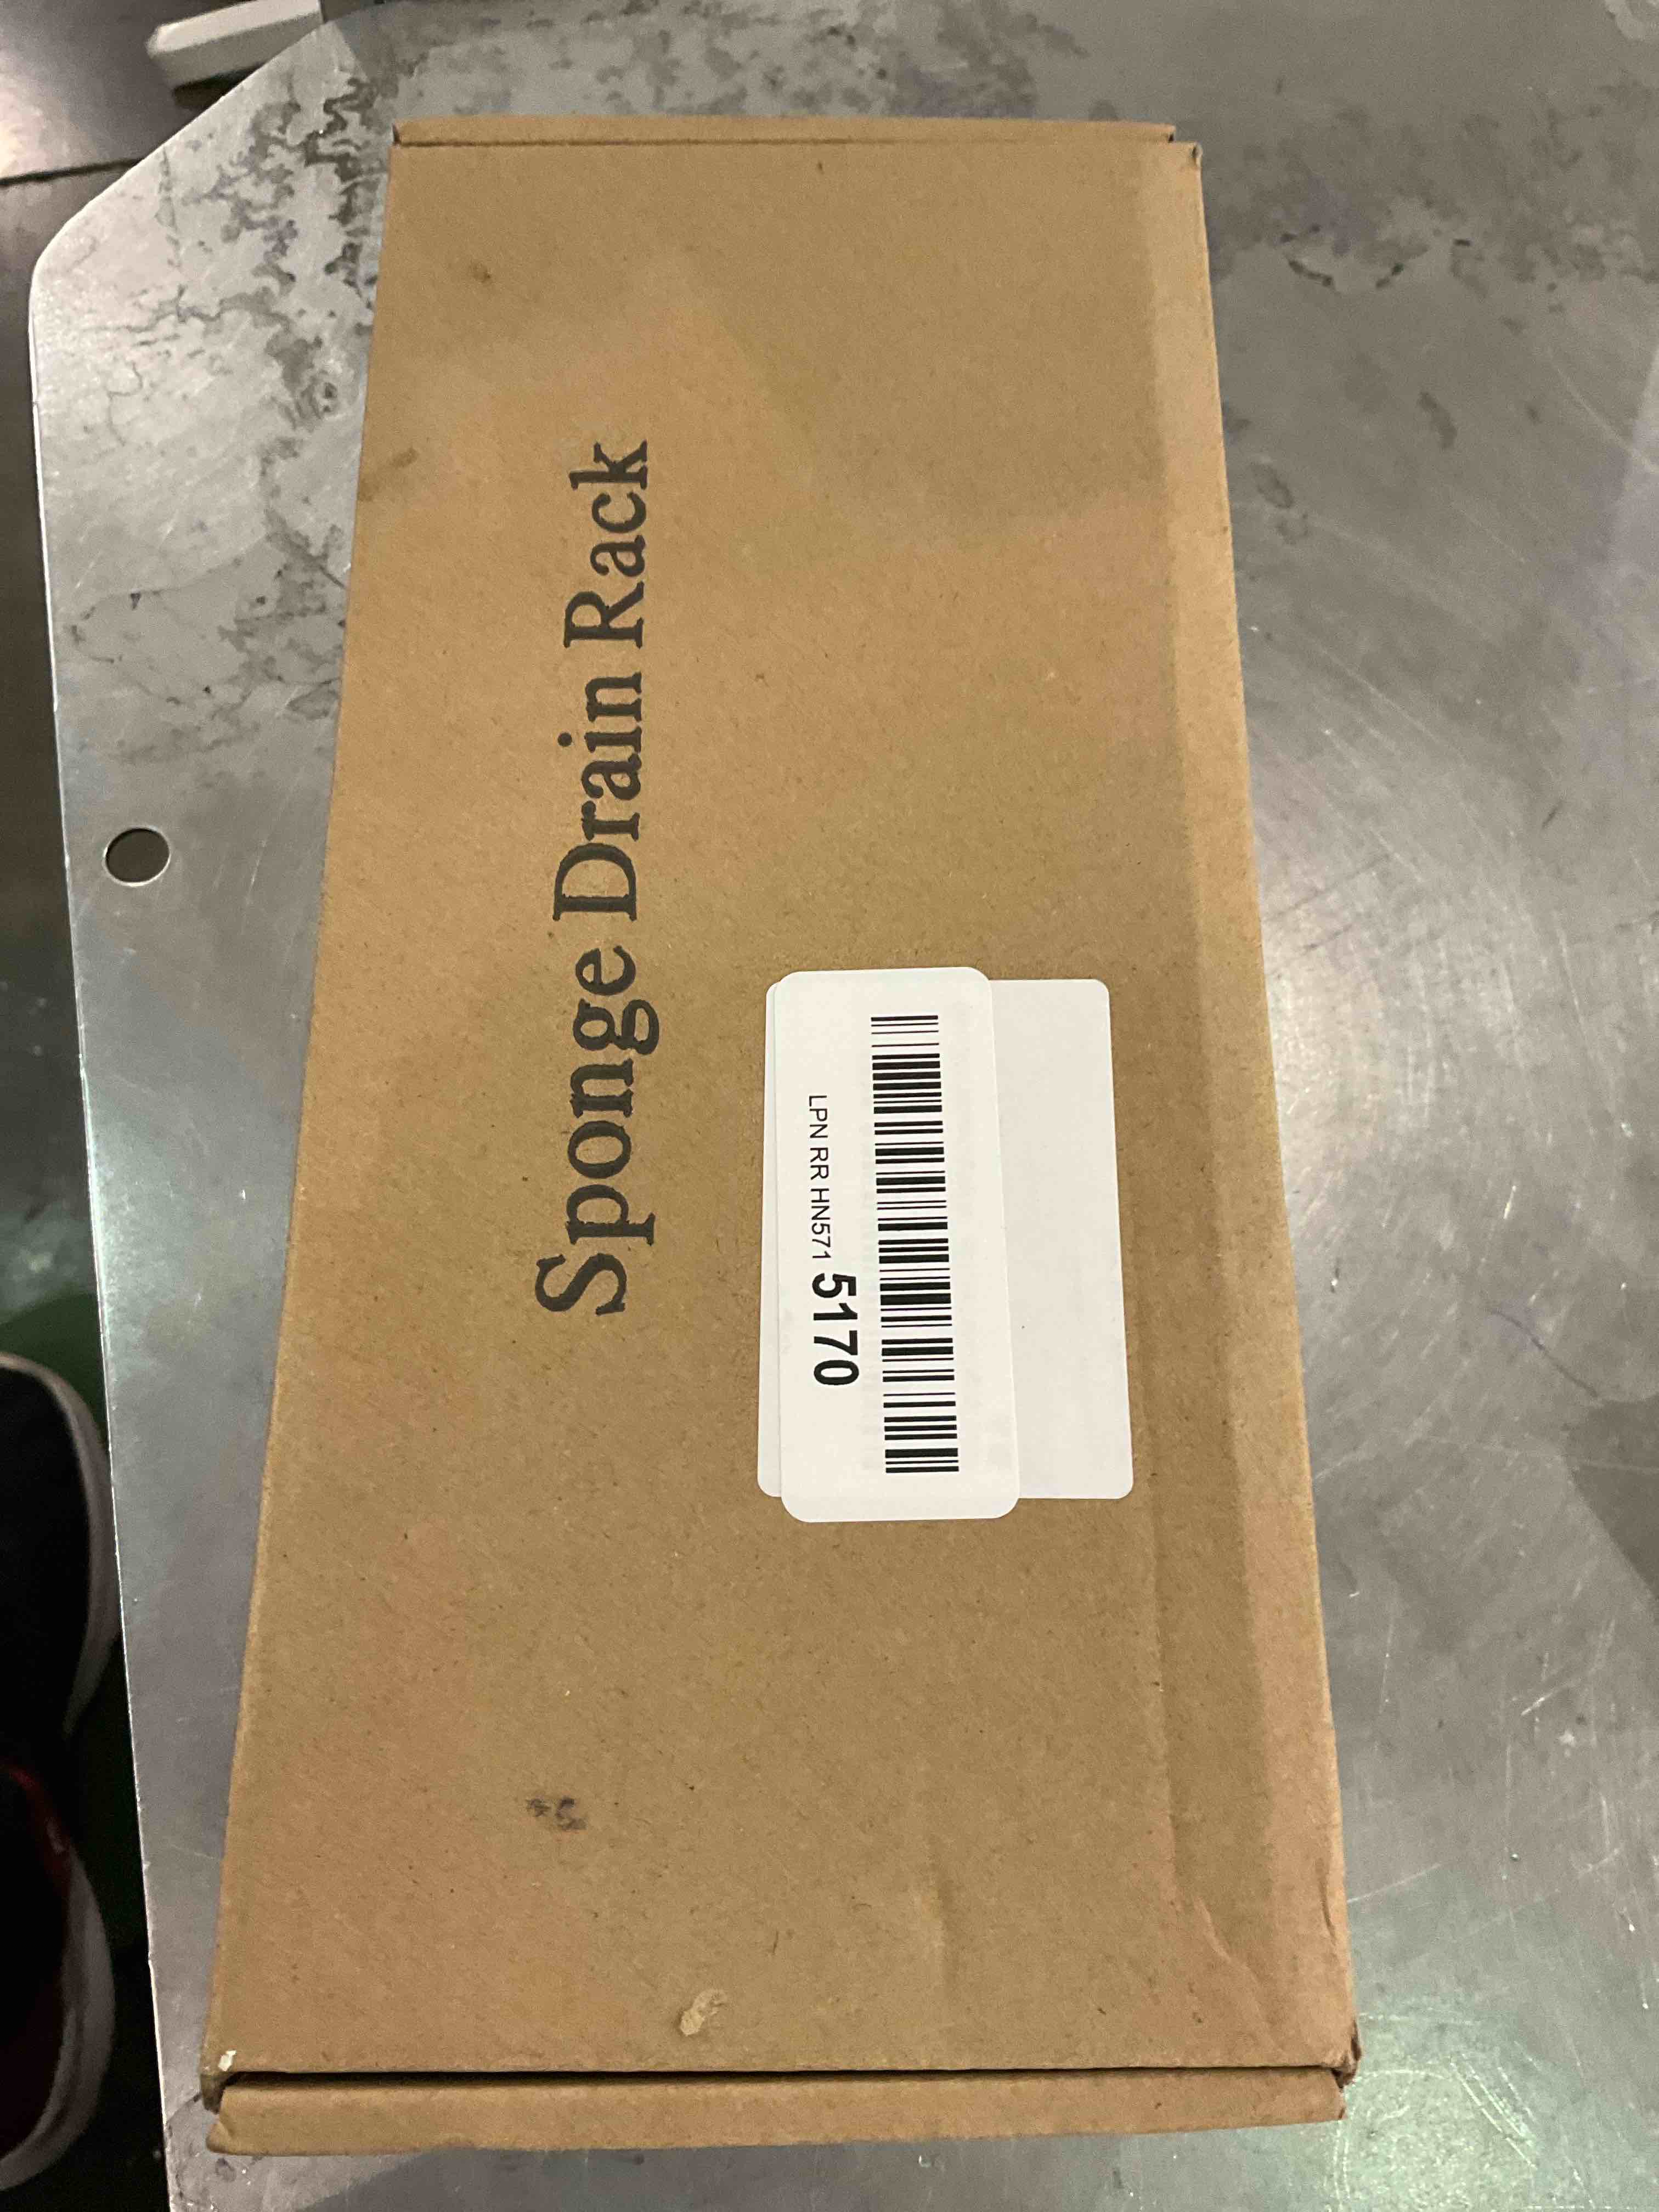 Sponge Drain Rack
LPN RR HN571 5170